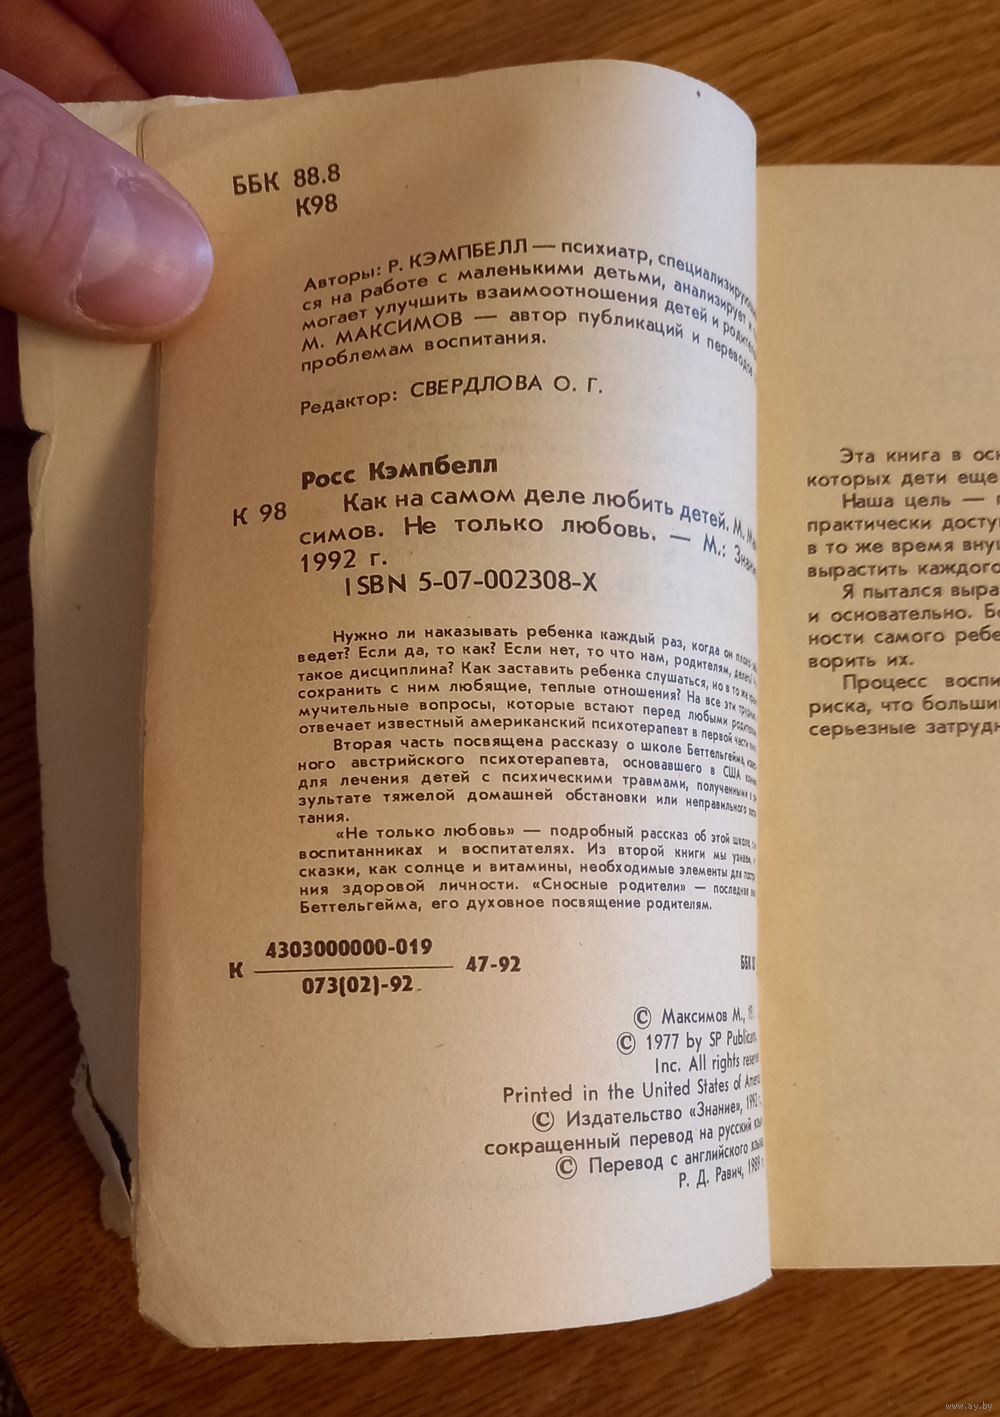 ББК 88.8
К98
Авторы: Р. КЭМПБЕЛЛ — психиатр, специализирующи
ся на работе с маленькими детьми, анализирует
могает улучшить взаимоотношения детей и
М. МАКСИМОВ — автор публикаций и переводов
проблемам воспитания.
Редактор: СВЕРДЛОВА О. Г.
Росс Кэмпбелл
К 98
Как на самом деле любить детей. М.
симов. Не только любовь. — М.:
1992 г.
ISBN 5-07-002308-X
Нужно ли наказывать ребенка каждый раз, когда он
ведет? Если да, то как? Если нет, то что нам, родителям,
такое дисциплина? Как заставить ребенка слушаться, но в то же
сохранить с ним любящие, теплые отношения? На все эти
мучительные вопросы, которые встают перед любыми
отвечает известный американский психотерапевт в первой части
Вторая часть посвящена рассказу о школе Беттельгейма,
ного австрийского психотерапевта, основавшего в США
для лечения детей с психическими травмами, полученными
зультате тяжелой домашней обстановки или неправильного
тания.
«Не только любовь» — подробный рассказ об этой школе,
воспитанниках и воспитателях. Из второй книги мы узнаем,
сказки, как солнце и витамины, необходимые элементы для
ния здоровой личности. «Сносные родители» — последняя
Беттельгейма, его духовное посвящение родителям.
К 4303000000-019
073(02)-92 47-92
ББК
© Максимов М.,
© 1977 by SP
Inc. All rights
Printed in the United States of
© Издательство «Знание»,
сокращенный перевод на русский
© Перевод с английского
Р. Д. Равич,
Эта книга в
которых дети еще
Наша цель —
практически
в то же время
вырастить каждого
Я пытался
и основательно.
ности самого
ворить их.
Процесс
риска, что
серьезные
www.ay.by